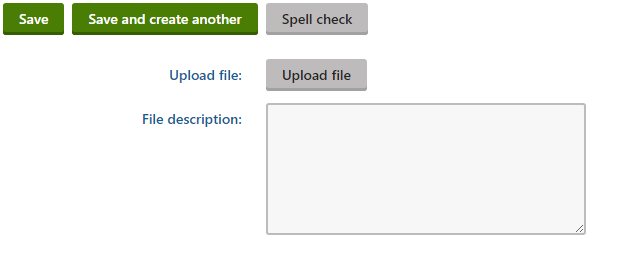 Save Save and create another Spell check
Upload file: Upload file
File description: